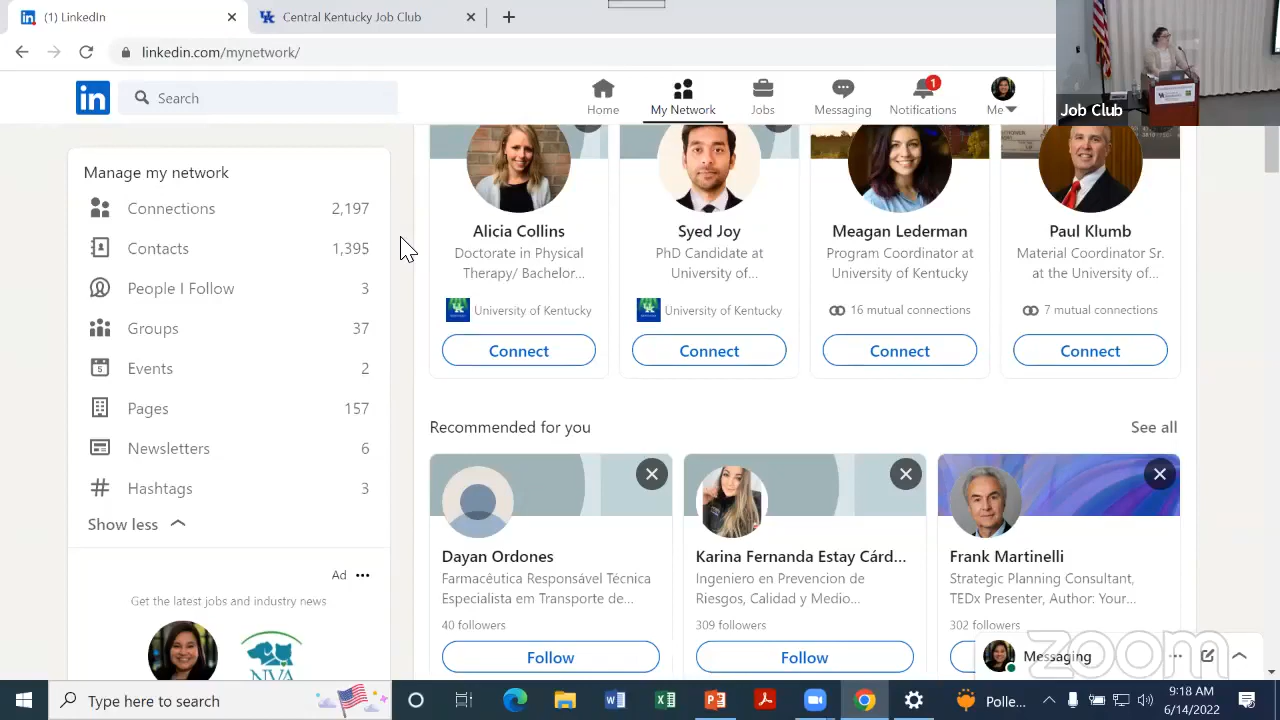 (1) LinkedIn
Central Kentucky Job Club
linkedin.com/mynetwork/
in
Search
Home
My Network
Jobs
Messaging
1
Notifications
Me
Job Club
Manage my network
Connections 2,197
Contacts 1,395
People I Follow 3
Groups 37
Events 2
Pages 157
Newsletters 6
Hashtags 3
Show less
Ad
Get the latest jobs and industry news
NVA
Alicia Collins
Doctorate in Physical
Therapy/ Bachelor...
University of Kentucky
Connect
Syed Joy
PhD Candidate at
University of...
University of Kentucky
Connect
Meagan Lederman
Program Coordinator at
University of Kentucky
16 mutual connections
Connect
Paul Klumb
Material Coordinator Sr.
at the University of...
7 mutual connections
Connect
Recommended for you
See all
Dayan Ordones
Farmacêutica Responsável Técnica
Especialista em Transporte de...
40 followers
Follow
Karina Fernanda Estay Cárd...
Ingeniero en Prevencion de
Riesgos, Calidad y Medio...
309 followers
Follow
Frank Martinelli
Strategic Planning Consultant,
TEDx Presenter, Author: Your...
302 followers
Messaging
zoom
Type here to search
Polle...
9:18 AM
6/14/2022